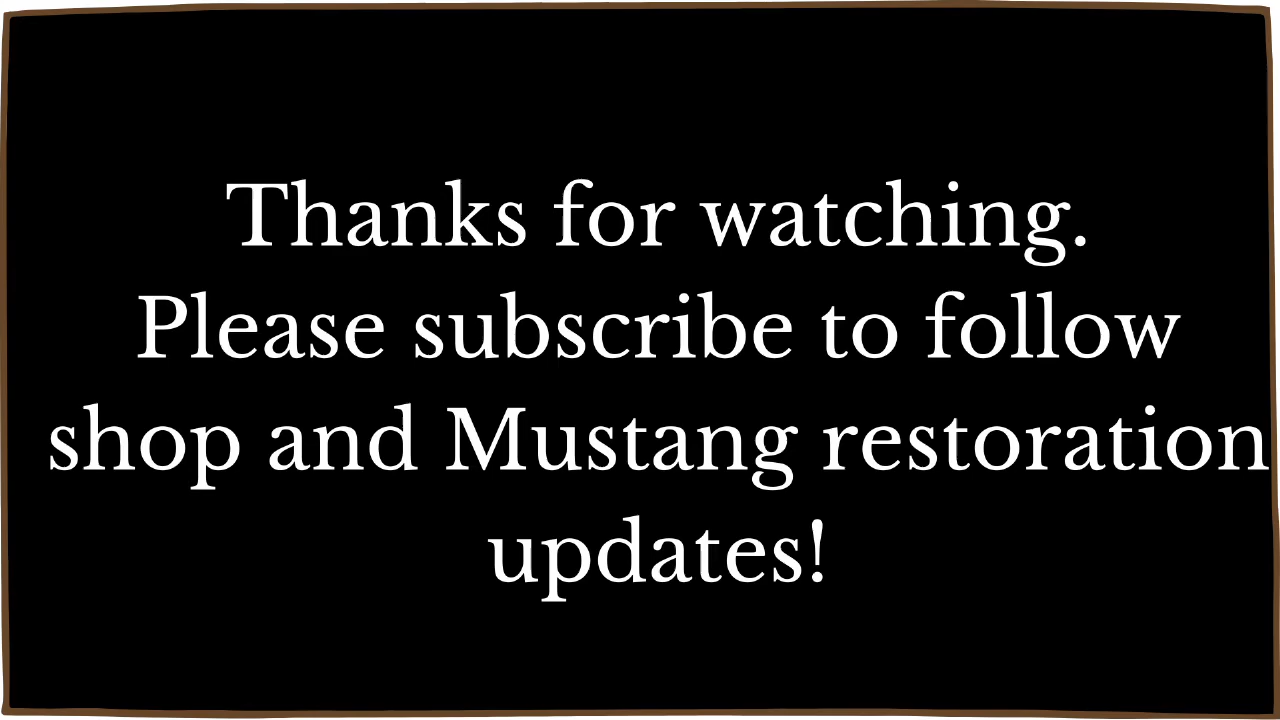 Thanks for watching.
Please subscribe to follow
shop and Mustang restoration
updates!